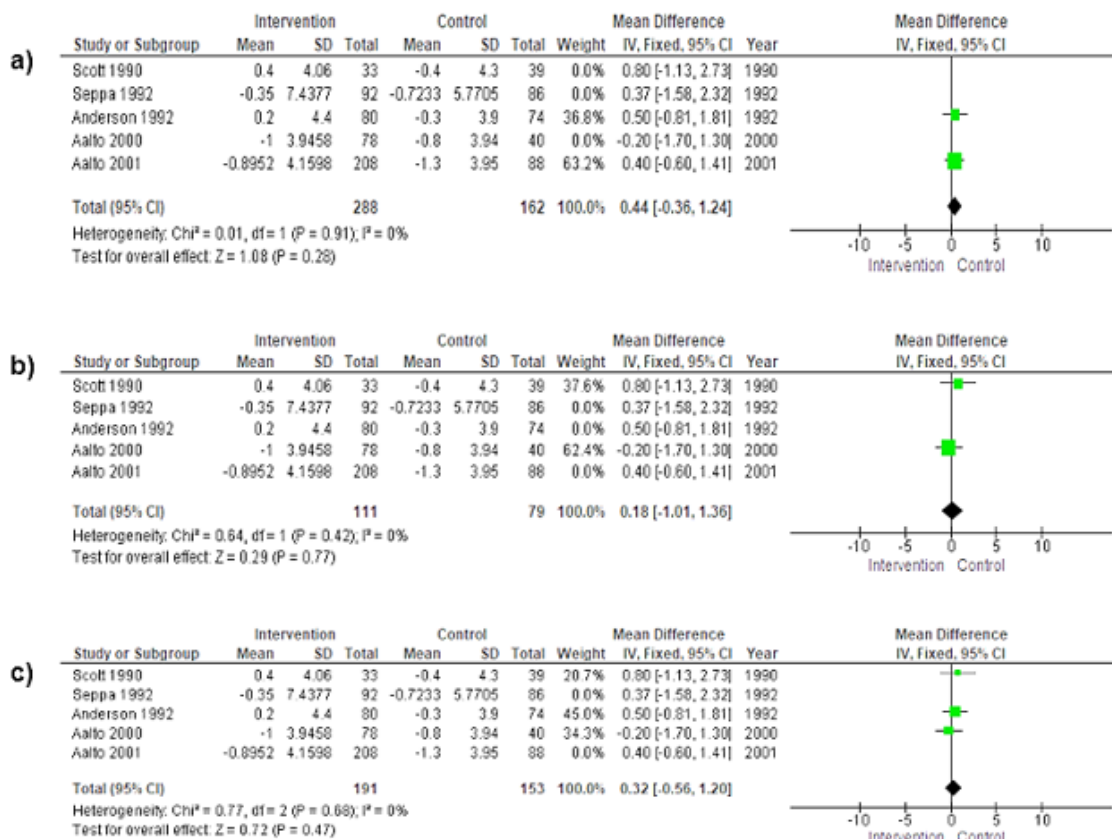 a)
Intervention Control Mean Difference Mean Difference
Study or Subgroup Mean SD Total Mean SD Total Weight IV, Fixed, 95% CI Year IV, Fixed, 95% CI
Scott 1990 0.4 4.06 33 -0.4 4.3 39 0.0% 0.80 [-1.13, 2.73] 1990
Seppa 1992 -0.35 7.4377 92 -0.7233 5.7705 86 0.0% 0.37 [-1.58, 2.32] 1992
Anderson 1992 0.2 4.4 80 -0.3 3.9 74 36.8% 0.50 [-0.81, 1.81] 1992
Aalto 2000 -1 3.9458 78 -0.8 3.94 40 0.0% -0.20 [-1.70, 1.30] 2000
Aalto 2001 -0.8952 4.1598 208 -1.3 3.95 88 63.2% 0.40 [-0.60, 1.41] 2001
Total (95% CI) 288 162 100.0% 0.44 [-0.36, 1.24]
Heterogeneity: Chi² = 0.01, df = 1 (P = 0.91); I² = 0%
Test for overall effect: Z = 1.08 (P = 0.28)
-10 -5 0 5 10
Intervention Control
b)
Intervention Control Mean Difference Mean Difference
Study or Subgroup Mean SD Total Mean SD Total Weight IV, Fixed, 95% CI Year IV, Fixed, 95% CI
Scott 1990 0.4 4.06 33 -0.4 4.3 39 37.6% 0.80 [-1.13, 2.73] 1990
Seppa 1992 -0.35 7.4377 92 -0.7233 5.7705 86 0.0% 0.37 [-1.58, 2.32] 1992
Anderson 1992 0.2 4.4 80 -0.3 3.9 74 0.0% 0.50 [-0.81, 1.81] 1992
Aalto 2000 -1 3.9458 78 -0.8 3.94 40 62.4% -0.20 [-1.70, 1.30] 2000
Aalto 2001 -0.8952 4.1598 208 -1.3 3.95 88 0.0% 0.40 [-0.60, 1.41] 2001
Total (95% CI) 111 79 100.0% 0.18 [-1.01, 1.36]
Heterogeneity: Chi² = 0.64, df = 1 (P = 0.42); I² = 0%
Test for overall effect: Z = 0.29 (P = 0.77)
-10 -5 0 5 10
Intervention Control
c)
Intervention Control Mean Difference Mean Difference
Study or Subgroup Mean SD Total Mean SD Total Weight IV, Fixed, 95% CI Year IV, Fixed, 95% CI
Scott 1990 0.4 4.06 33 -0.4 4.3 39 20.7% 0.80 [-1.13, 2.73] 1990
Seppa 1992 -0.35 7.4377 92 -0.7233 5.7705 86 0.0% 0.37 [-1.58, 2.32] 1992
Anderson 1992 0.2 4.4 80 -0.3 3.9 74 45.0% 0.50 [-0.81, 1.81] 1992
Aalto 2000 -1 3.9458 78 -0.8 3.94 40 34.3% -0.20 [-1.70, 1.30] 2000
Aalto 2001 -0.8952 4.1598 208 -1.3 3.95 88 0.0% 0.40 [-0.60, 1.41] 2001
Total (95% CI) 191 153 100.0% 0.32 [-0.56, 1.20]
Heterogeneity: Chi² = 0.77, df = 2 (P = 0.68); I² = 0%
Test for overall effect: Z = 0.72 (P = 0.47)
-10 -5 0 5 10
Intervention Control